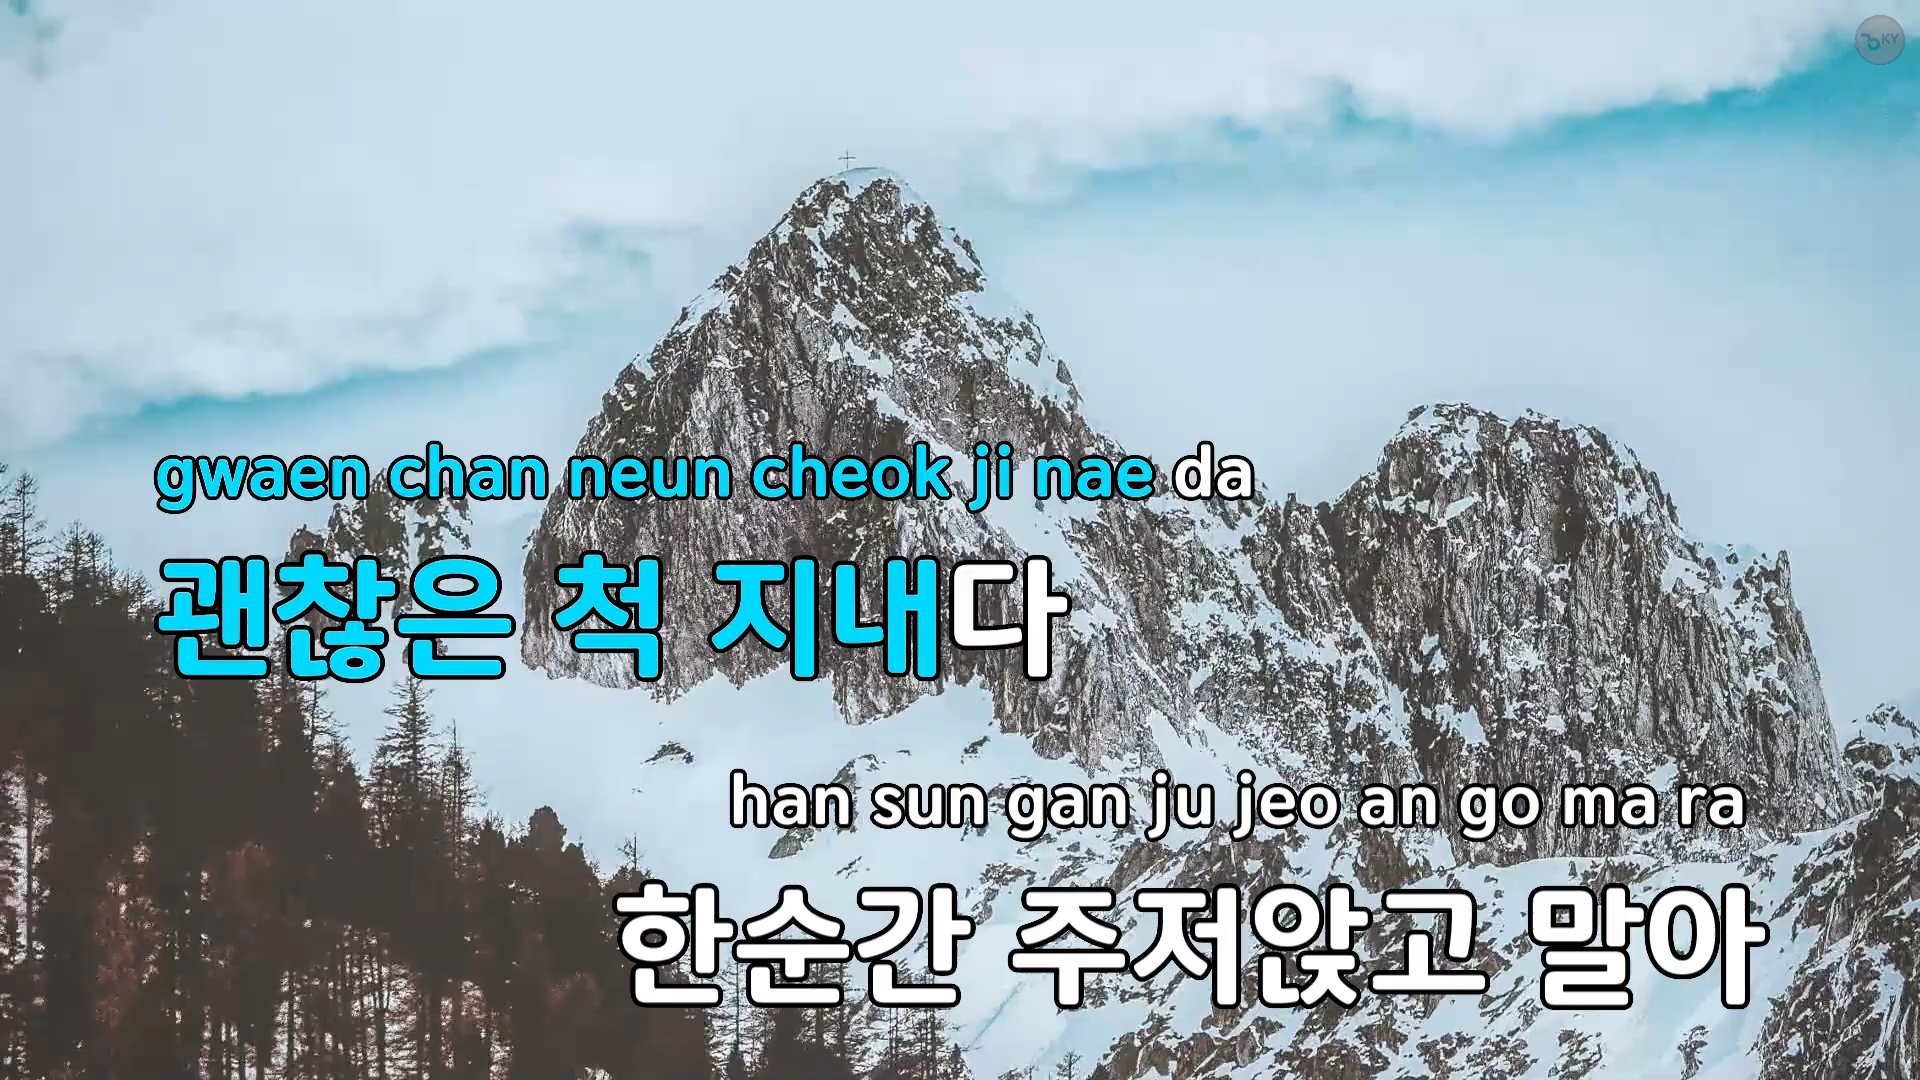 KY
gwaen chan neun cheok ji nae da
괜찮은 척 지내다
han sun gan ju jeo an go ma ra
한순간 주저앉고 말아